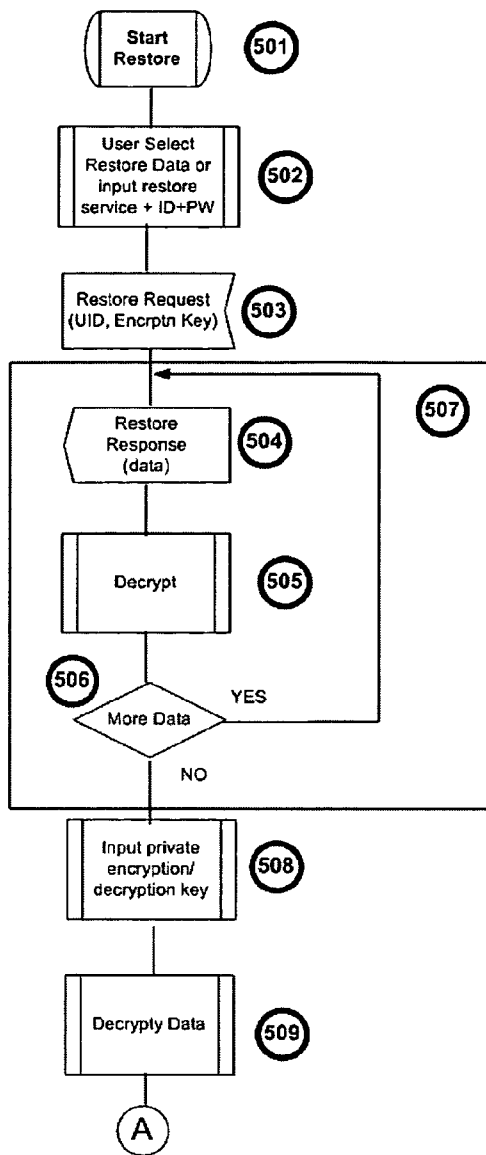 Start
Restore
501
User Select
Restore Data or
input restore
service + ID+PW
502
Restore Request
(UID, Encrptn Key)
503
507
Restore
Response
(data)
504
Decrypt
505
506
More Data
YES
NO
Input private
encryption/
decryption key
508
Decrypty Data
509
A